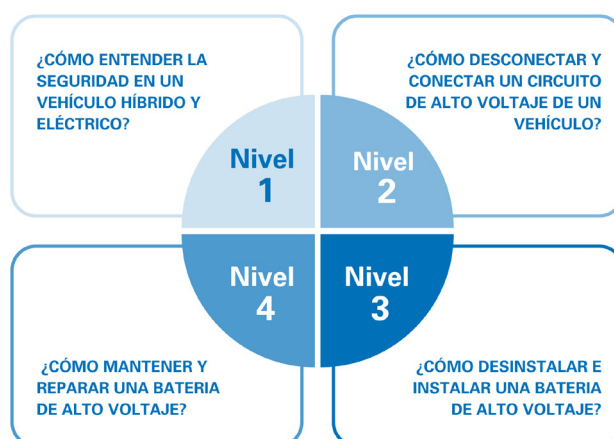 ¿CÓMO ENTENDER LA
SEGURIDAD EN UN
VEHÍCULO HÍBRIDO Y
ELÉCTRICO?
¿CÓMO DESCONECTAR Y
CONECTAR UN CIRCUITO
DE ALTO VOLTAJE DE UN
VEHÍCULO?
Nivel
1
Nivel
2
Nivel
4
Nivel
3
¿CÓMO MANTENER Y
REPARAR UNA BATERIA
DE ALTO VOLTAJE?
¿CÓMO DESINSTALAR E
INSTALAR UNA BATERIA
DE ALTO VOLTAJE?